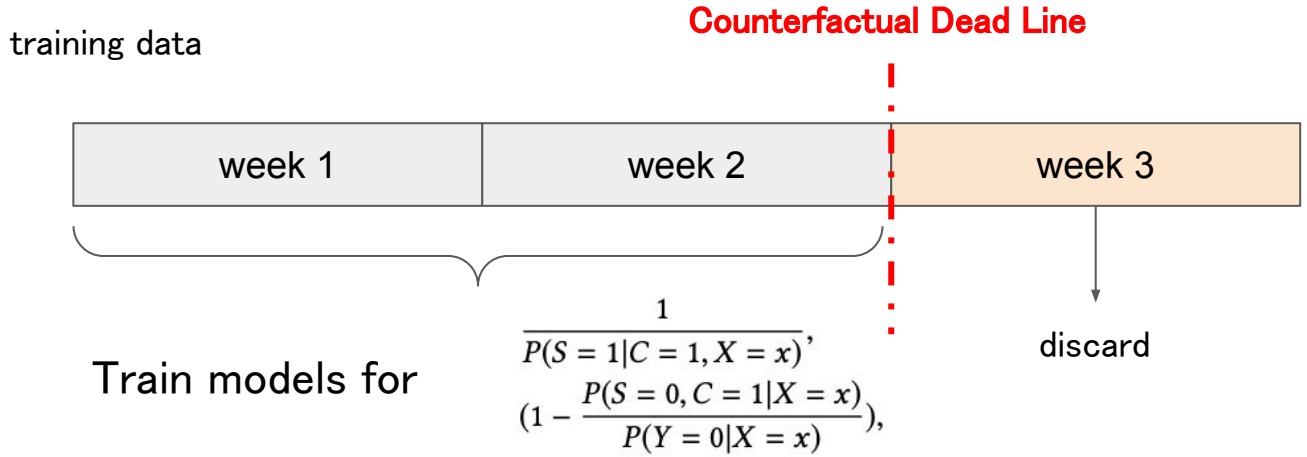 Counterfactual Dead Line
training data
week 1
week 2
week 3
Train models for
1
P(S = 1|C = 1, X = x)
,
(1 − P(S = 0, C = 1|X = x)
P(Y = 0|X = x)
),
discard